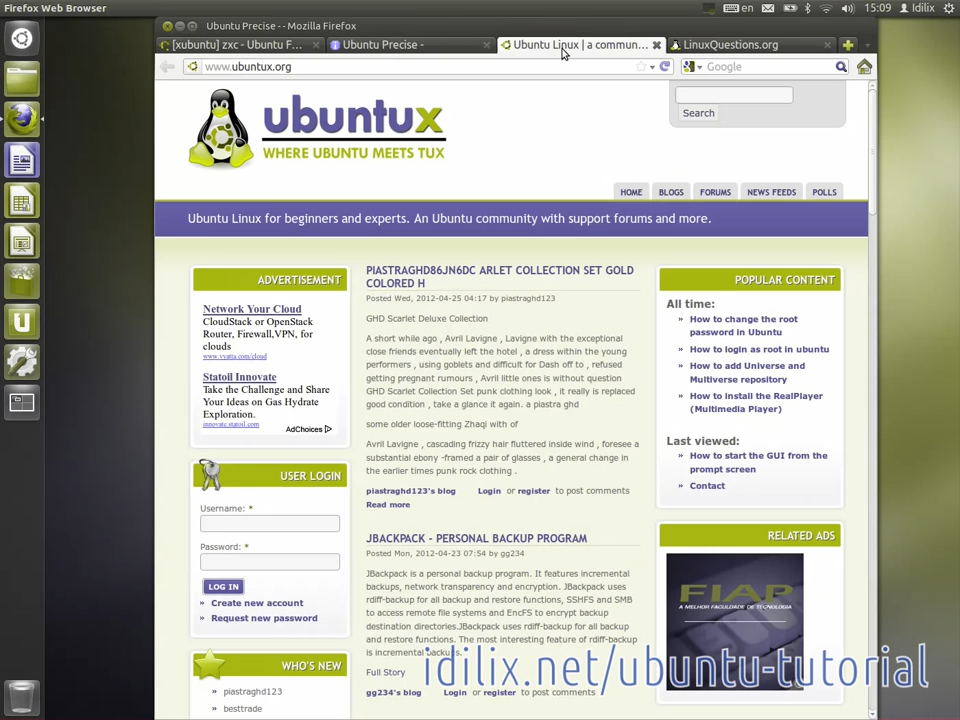 Firefox Web Browser
en
15:09
Idilix
Ubuntu Precise - - Mozilla Firefox
[xubuntu] zxc - Ubuntu F...
Ubuntu Precise -
Ubuntu Linux | a commun...
LinuxQuestions.org
www.ubuntux.org
Google
ubuntux
WHERE UBUNTU MEETS TUX
Search
HOME
BLOGS
FORUMS
NEWS FEEDS
POLLS
Ubuntu Linux for beginners and experts. An Ubuntu community with support forums and more.
ADVERTISEMENT
Network Your Cloud
CloudStack or OpenStack
Router, Firewall,VPN, for
clouds
www.vyatta.com/cloud
Statoil Innovate
Take the Challenge and Share
Your Ideas on Gas Hydrate
Exploration.
innovate.statoil.com
AdChoices
USER LOGIN
Username: *
Password: *
LOG IN
» Create new account
» Request new password
WHO'S NEW
piastraghd123
besttrade
PIASTRAGHD86JN6DC ARLET COLLECTION SET GOLD
COLORED H
Posted Wed, 2012-04-25 04:17 by piastraghd123
GHD Scarlet Deluxe Collection
A short while ago , Avril Lavigne , Lavigne with the exceptional
close friends eventually left the hotel , a dress within the young
performers , using goblets and difficult for Dash off to , refused
getting pregnant rumours , Avril little ones is without question
GHD Scarlet Collection Set punk clothing look , it really is replaced
good condition , take a glance it again. a piastra ghd
some older loose-fitting Zhaqi with of
Avril Lavigne , cascading frizzy hair fluttered inside wind , foresee a
substantial ebony -framed a pair of glasses , a general change in
the earlier times punk rock clothing .
piastraghd123's blog Login or register to post comments
Read more
JBACKPACK - PERSONAL BACKUP PROGRAM
Posted Mon, 2012-04-23 07:54 by gg234
JBackpack is a personal backup program. It features incremental
backups, network transparency and encryption. JBackpack uses
rdiff-backup for all backup and restore functions, SSHFS and SMB
to access remote file systems and EncFS to encrypt backup
destination directories.JBackpack uses rdiff-backup for all backup
and restore functions. The most interesting feature of rdiff-backup
is incremental backups.
Full Story
gg234's blog Login or register to post comments
POPULAR CONTENT
All time:
» How to change the root
password in Ubuntu
» How to login as root in ubuntu
» How to add Universe and
Multiverse repository
» How to install the RealPlayer
(Multimedia Player)
Last viewed:
» How to start the GUI from the
prompt screen
» Contact
RELATED ADS
FIAP
A MELHOR FACULDADE DE TECNOLOGIA
idilix.net/ubuntu-tutorial